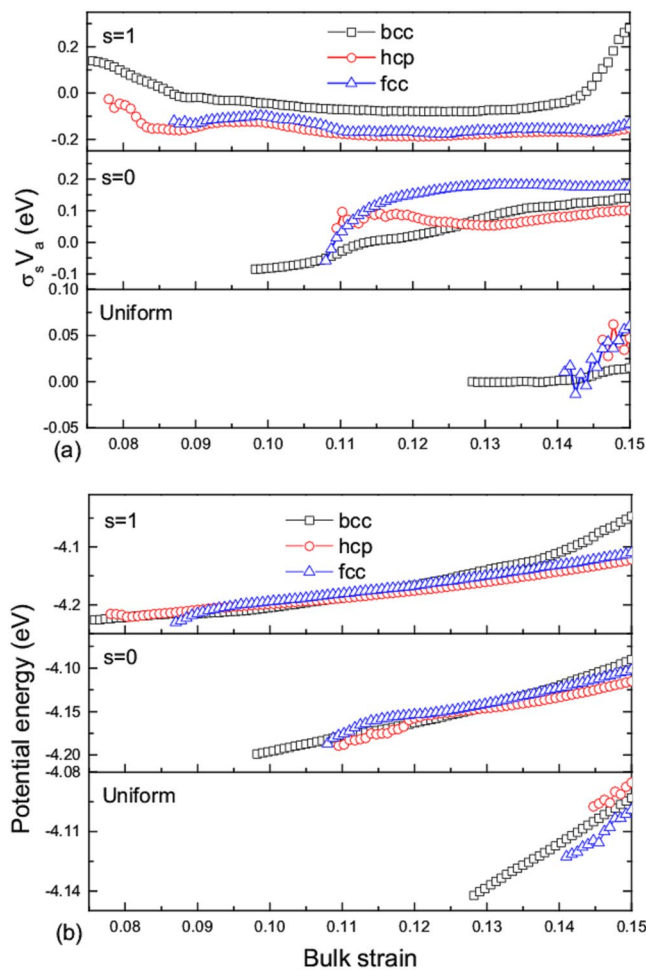 s=1
bcc
hcp
fcc
0.2
0.0
-0.2
s=0
0.2
0.1
0.0
-0.1
σsVa (eV)
Uniform
0.10
0.05
0.00
-0.05
0.08 0.09 0.10 0.11 0.12 0.13 0.14 0.15
(a)
s=1
bcc
hcp
fcc
-4.1
-4.2
s=0
-4.10
-4.15
-4.20
Potential energy (eV)
Uniform
-4.08
-4.11
-4.14
0.08 0.09 0.10 0.11 0.12 0.13 0.14 0.15
(b)
Bulk strain